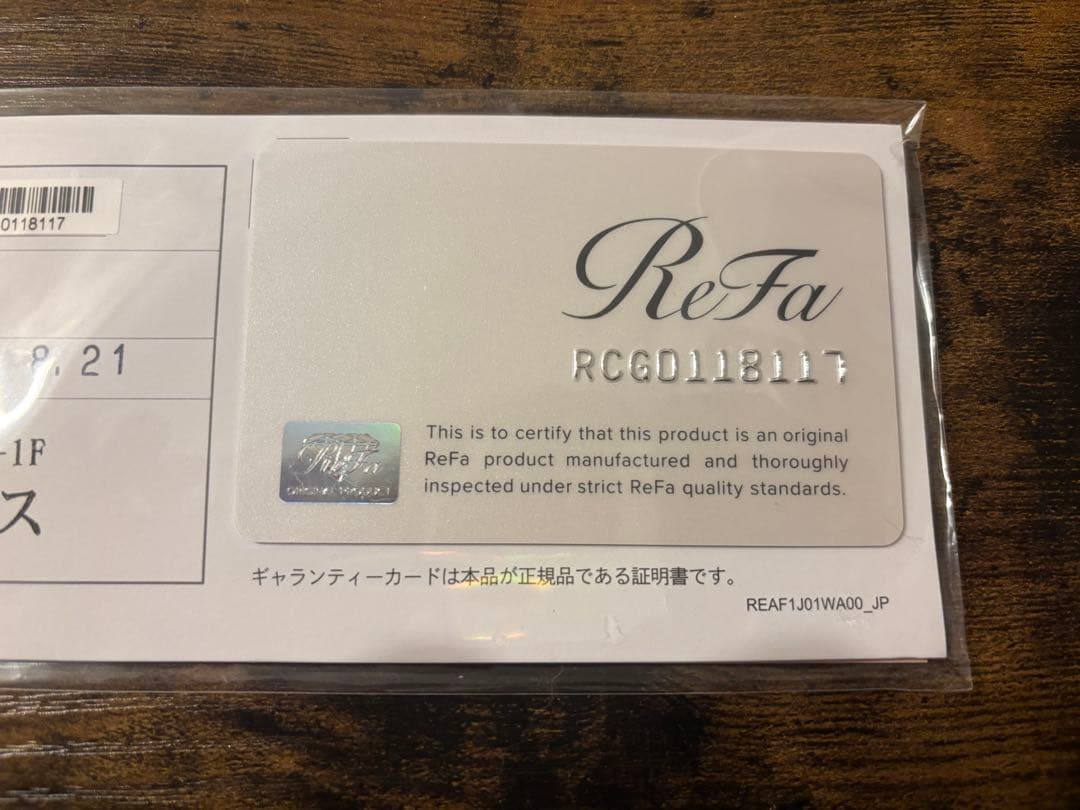 0118117
8.21
-1F
ス
ReFa
RCG0118117
ReFa
This is to certify that this product is an original
ReFa product manufactured and thoroughly
inspected under strict ReFa quality standards.
ギャランティーカードは本品が正規品である証明書です。
REAF1J01WA00_JP